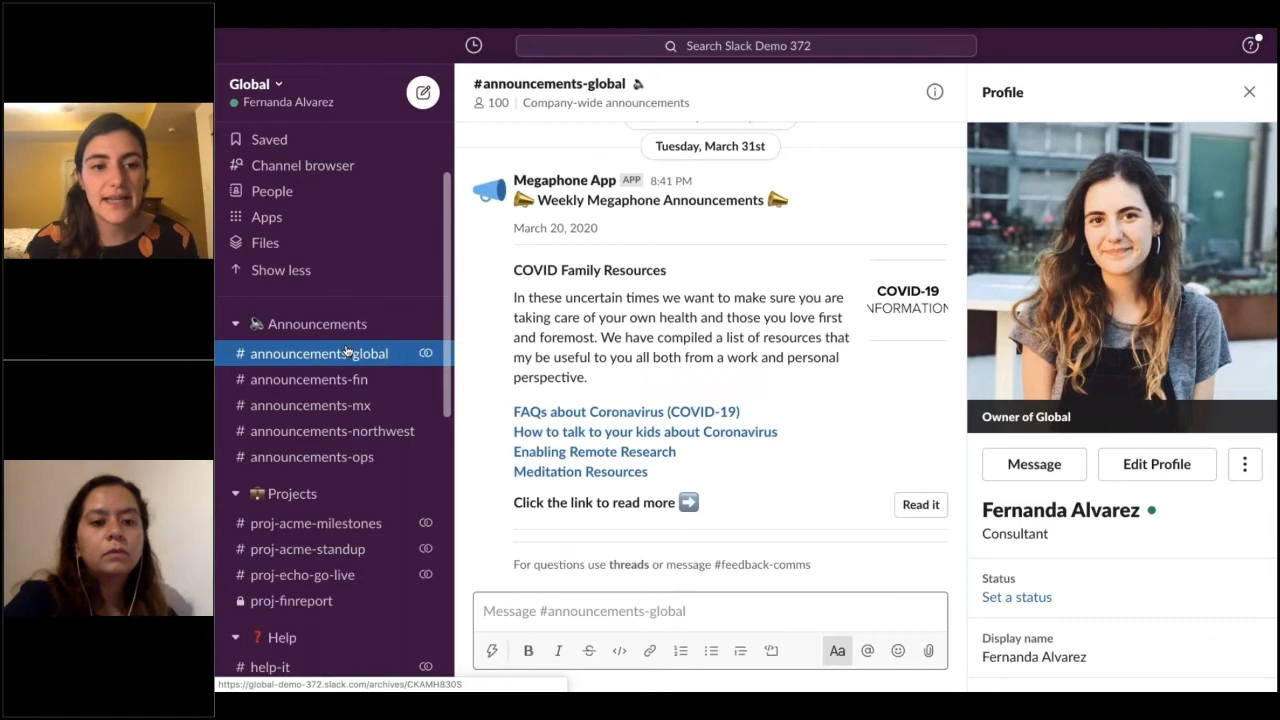 Search Slack Demo 372
Global
Fernanda Alvarez
Saved
Channel browser
People
Apps
Files
Show less
Announcements
# announcements-global
# announcements-fin
# announcements-mx
# announcements-northwest
# announcements-ops
Projects
# proj-acme-milestones
# proj-acme-standup
# proj-echo-go-live
proj-finreport
Help
# help-it
https://global-demo-372.slack.com/archives/CKAMH830S
#announcements-global
100 | Company-wide announcements
Tuesday, March 31st
Megaphone App APP 8:41 PM
Weekly Megaphone Announcements
March 20, 2020
COVID Family Resources
In these uncertain times we want to make sure you are
taking care of your own health and those you love first
and foremost. We have compiled a list of resources that
my be useful to you all both from a work and personal
perspective.
COVID-19
NFORMATION
FAQs about Coronavirus (COVID-19)
How to talk to your kids about Coronavirus
Enabling Remote Research
Meditation Resources
Click the link to read more
Read it
For questions use threads or message #feedback-comms
Message #announcements-global
B I S Aa @
Profile
Owner of Global
Message
Edit Profile
Fernanda Alvarez
Consultant
Status
Set a status
Display name
Fernanda Alvarez